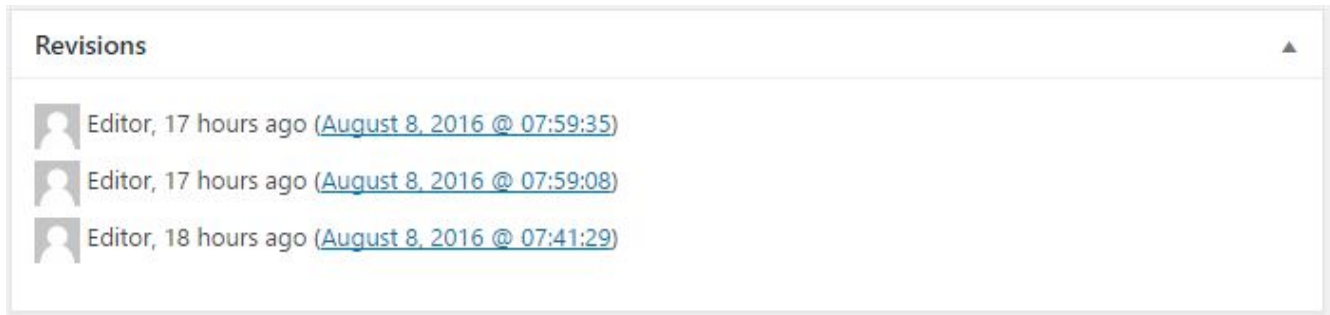 Revisions
Editor, 17 hours ago (August 8, 2016 @ 07:59:35)
Editor, 17 hours ago (August 8, 2016 @ 07:59:08)
Editor, 18 hours ago (August 8, 2016 @ 07:41:29)